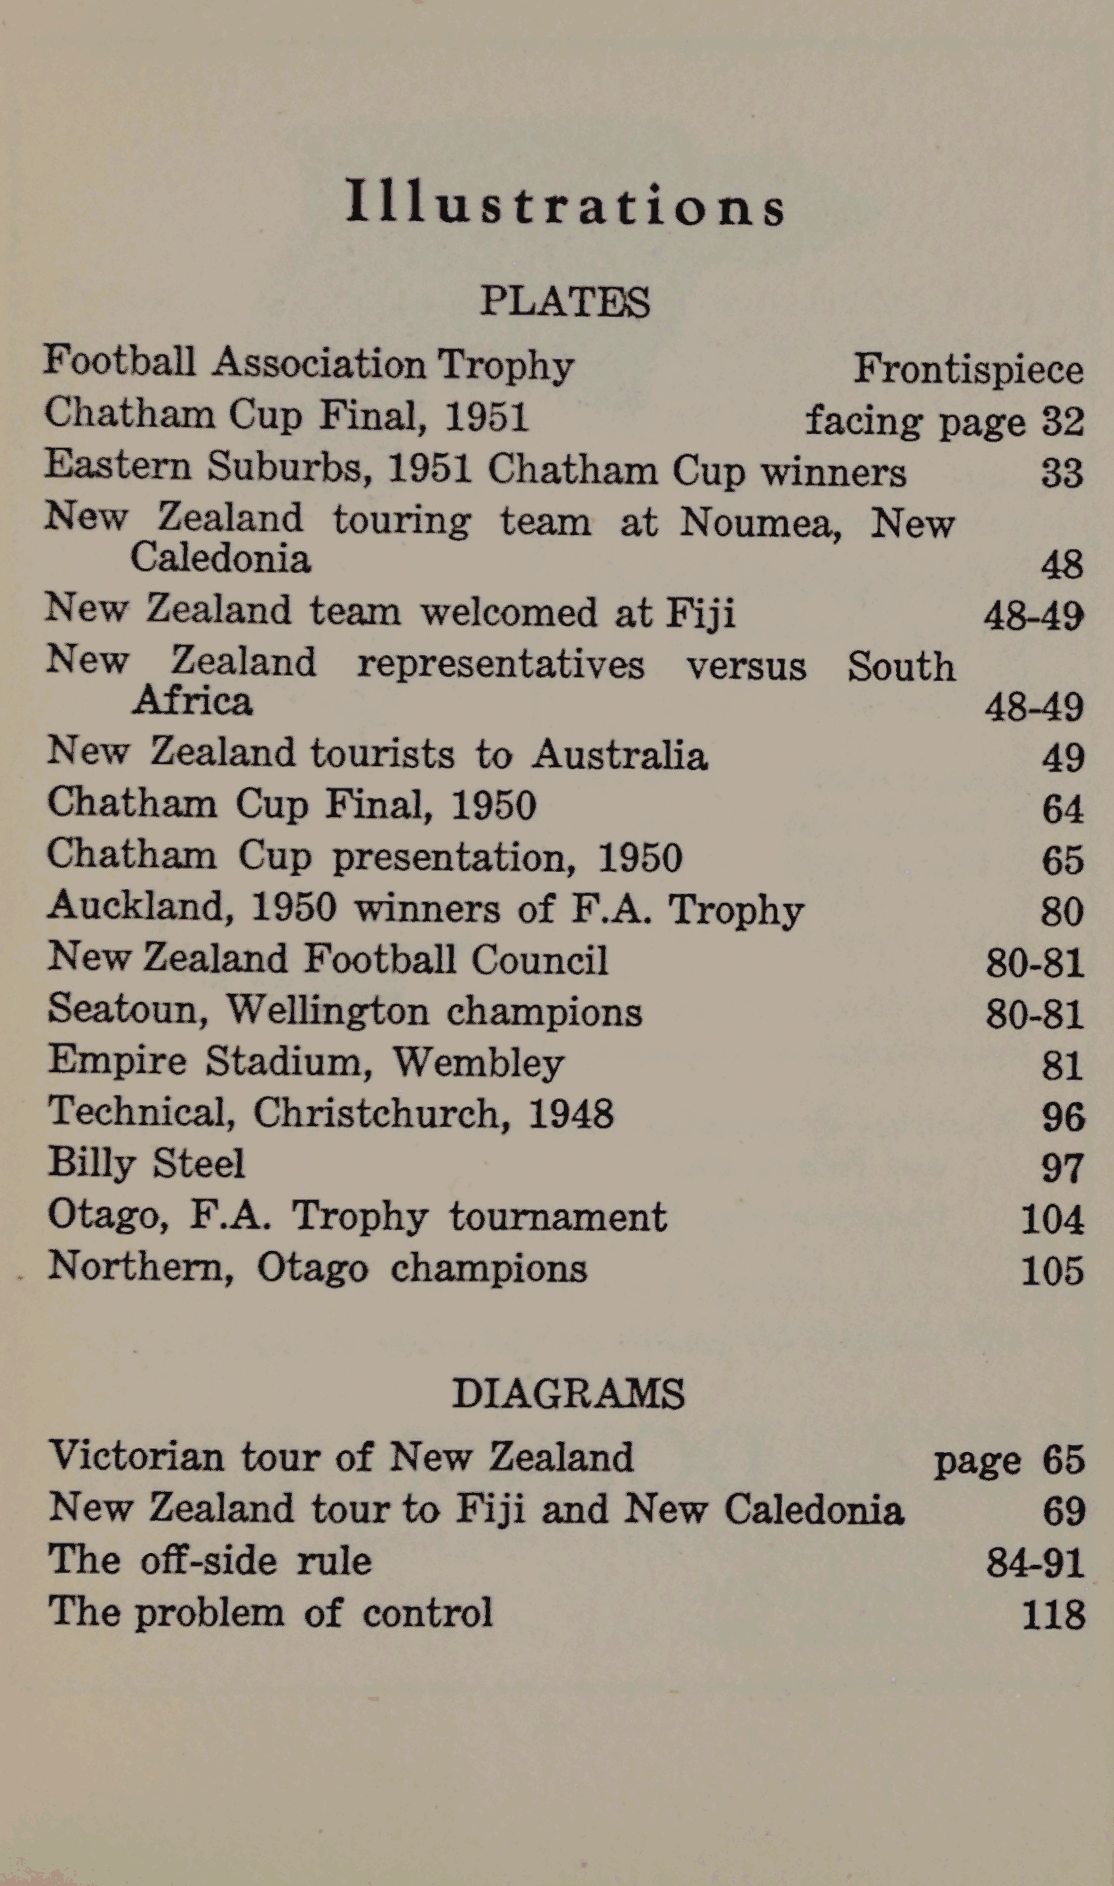 Illustrations
PLATES
Football Association Trophy Frontispiece
Chatham Cup Final, 1951 facing page 32
Eastern Suburbs, 1951 Chatham Cup winners 33
New Zealand touring team at Noumea, New
Caledonia 48
New Zealand team welcomed at Fiji 48-49
New Zealand representatives versus South
Africa 48-49
New Zealand tourists to Australia 49
Chatham Cup Final, 1950 64
Chatham Cup presentation, 1950 65
Auckland, 1950 winners of F.A. Trophy 80
New Zealand Football Council 80-81
Seatoun, Wellington champions 80-81
Empire Stadium, Wembley 81
Technical, Christchurch, 1948 96
Billy Steel 97
Otago, F.A. Trophy tournament 104
Northern, Otago champions 105
DIAGRAMS
Victorian tour of New Zealand page 65
New Zealand tour to Fiji and New Caledonia 69
The off-side rule 84-91
The problem of control 118